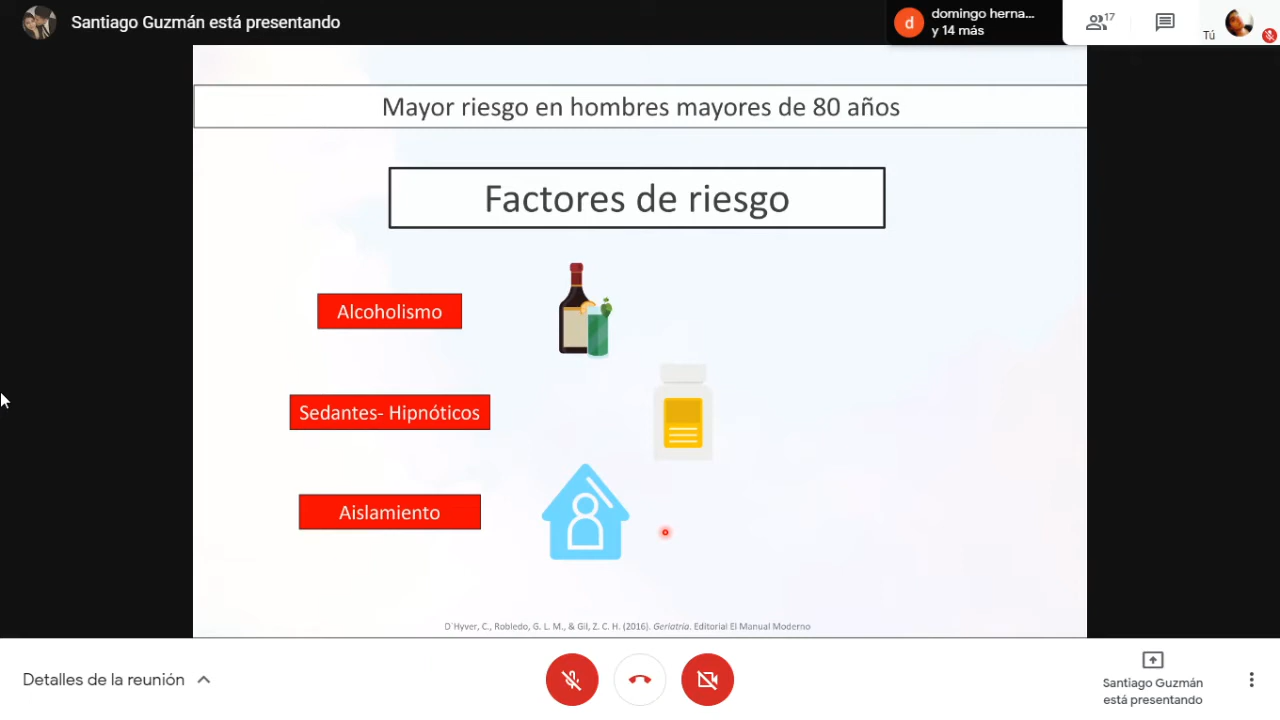 Santiago Guzmán está presentando
d
domingo herna...
y 14 más
17
Tú
Mayor riesgo en hombres mayores de 80 años
Factores de riesgo
Alcoholismo
Sedantes- Hipnóticos
Aislamiento
D´Hyver, C., Robledo, G. L. M., & Gil, Z. C. H. (2016). Geriatría. Editorial El Manual Moderno
Detalles de la reunión
Santiago Guzmán
está presentando